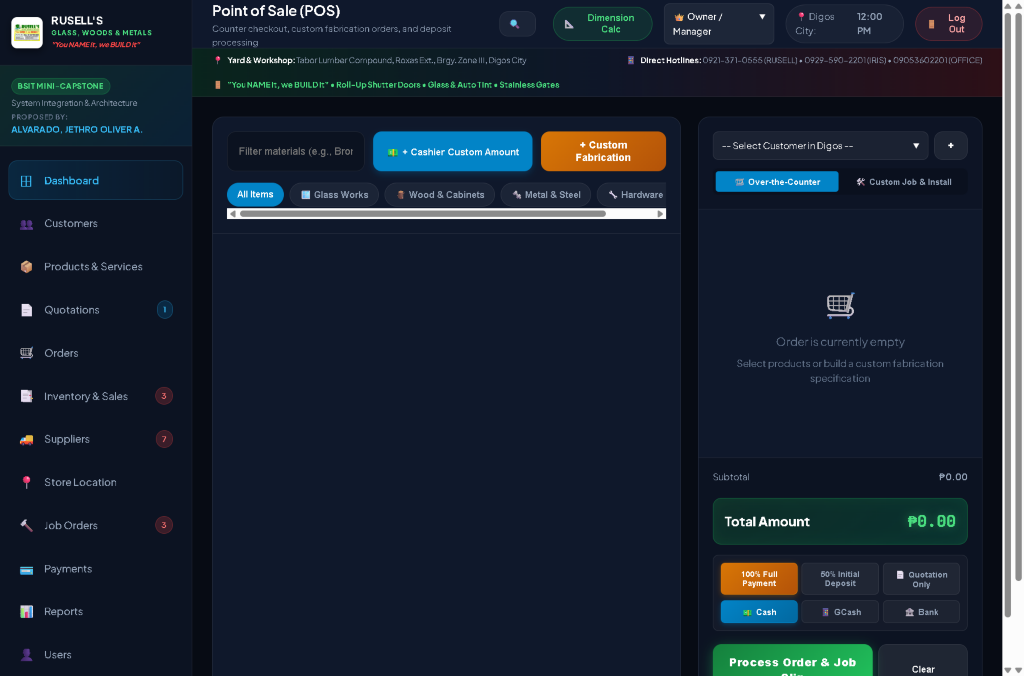 RUSELL'S
GLASS, WOODS & METALS
"You NAME It, we BUILD It"
BSIT MINI-CAPSTONE
System Integration & Architecture
PROPOSED BY:
ALVARADO, JETHRO OLIVER A.
Dashboard
Customers
Products & Services
Quotations 1
Orders
Inventory & Sales 3
Suppliers 7
Store Location
Job Orders 3
Payments
Reports
Users
Point of Sale (POS)
Counter checkout, custom fabrication orders, and deposit
processing
Dimension
Calc
Owner /
Manager
Digos
City:
12:00
PM
Log
Out
Yard & Workshop: Tabor Lumber Compound, Roxas Ext., Brgy. Zone III, Digos City
Direct Hotlines: 0921-371-0555 (RUSELL) • 0929-590-2201 (IRIS) • 09053602201 (OFFICE)
"You NAME It, we BUILD It" • Roll-Up Shutter Doors • Glass & Auto Tint • Stainless Gates
Filter materials (e.g., Bron
+ Cashier Custom Amount
+ Custom
Fabrication
All Items
Glass Works
Wood & Cabinets
Metal & Steel
Hardware
-- Select Customer in Digos --
+
Over-the-Counter
Custom Job & Install
Order is currently empty
Select products or build a custom fabrication
specification
Subtotal ₱0.00
Total Amount ₱0.00
100% Full
Payment
50% Initial
Deposit
Quotation
Only
Cash
GCash
Bank
Process Order & Job
Slip
Clear